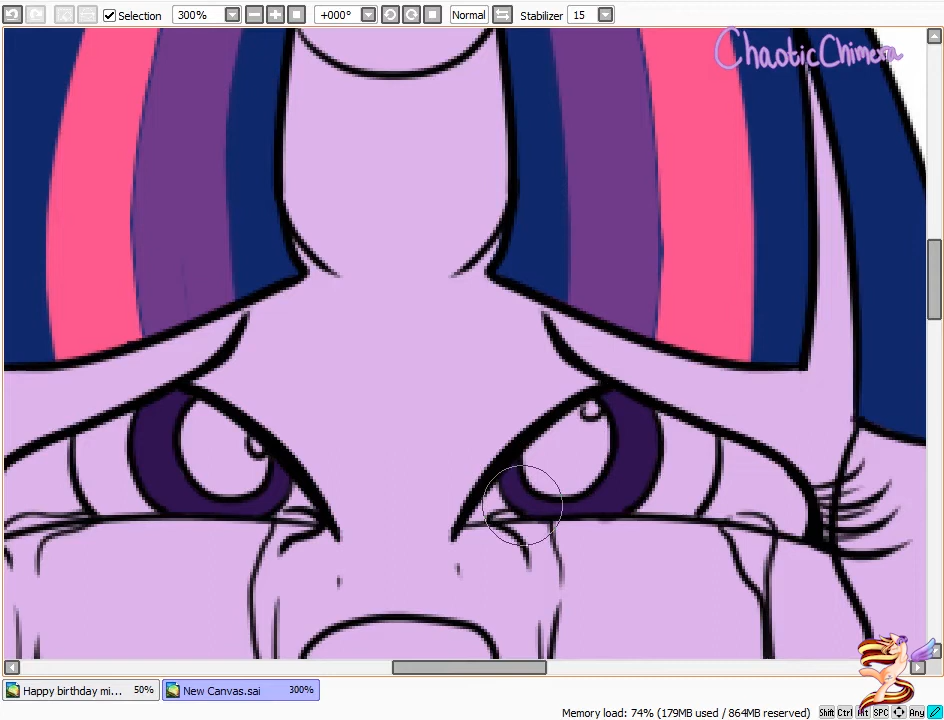 Selection 300% +000° Normal Stabilizer 15
ChaoticChimera
Happy birthday mi... 50% New Canvas.sai 300%
Memory load: 74% (179MB used / 864MB reserved) Shift Ctrl Alt SPC Any